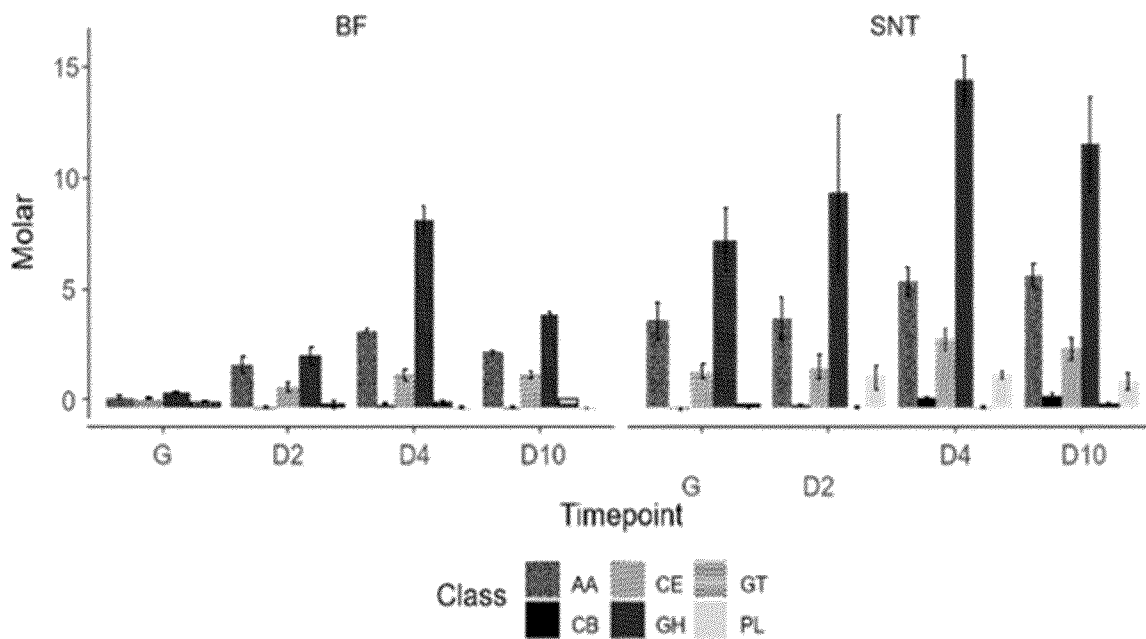 BF SNT
15
10
5
0
Molar
G D2 D4 D10 G D2 D4 D10
Timepoint
Class AA CE GT
CB GH PL